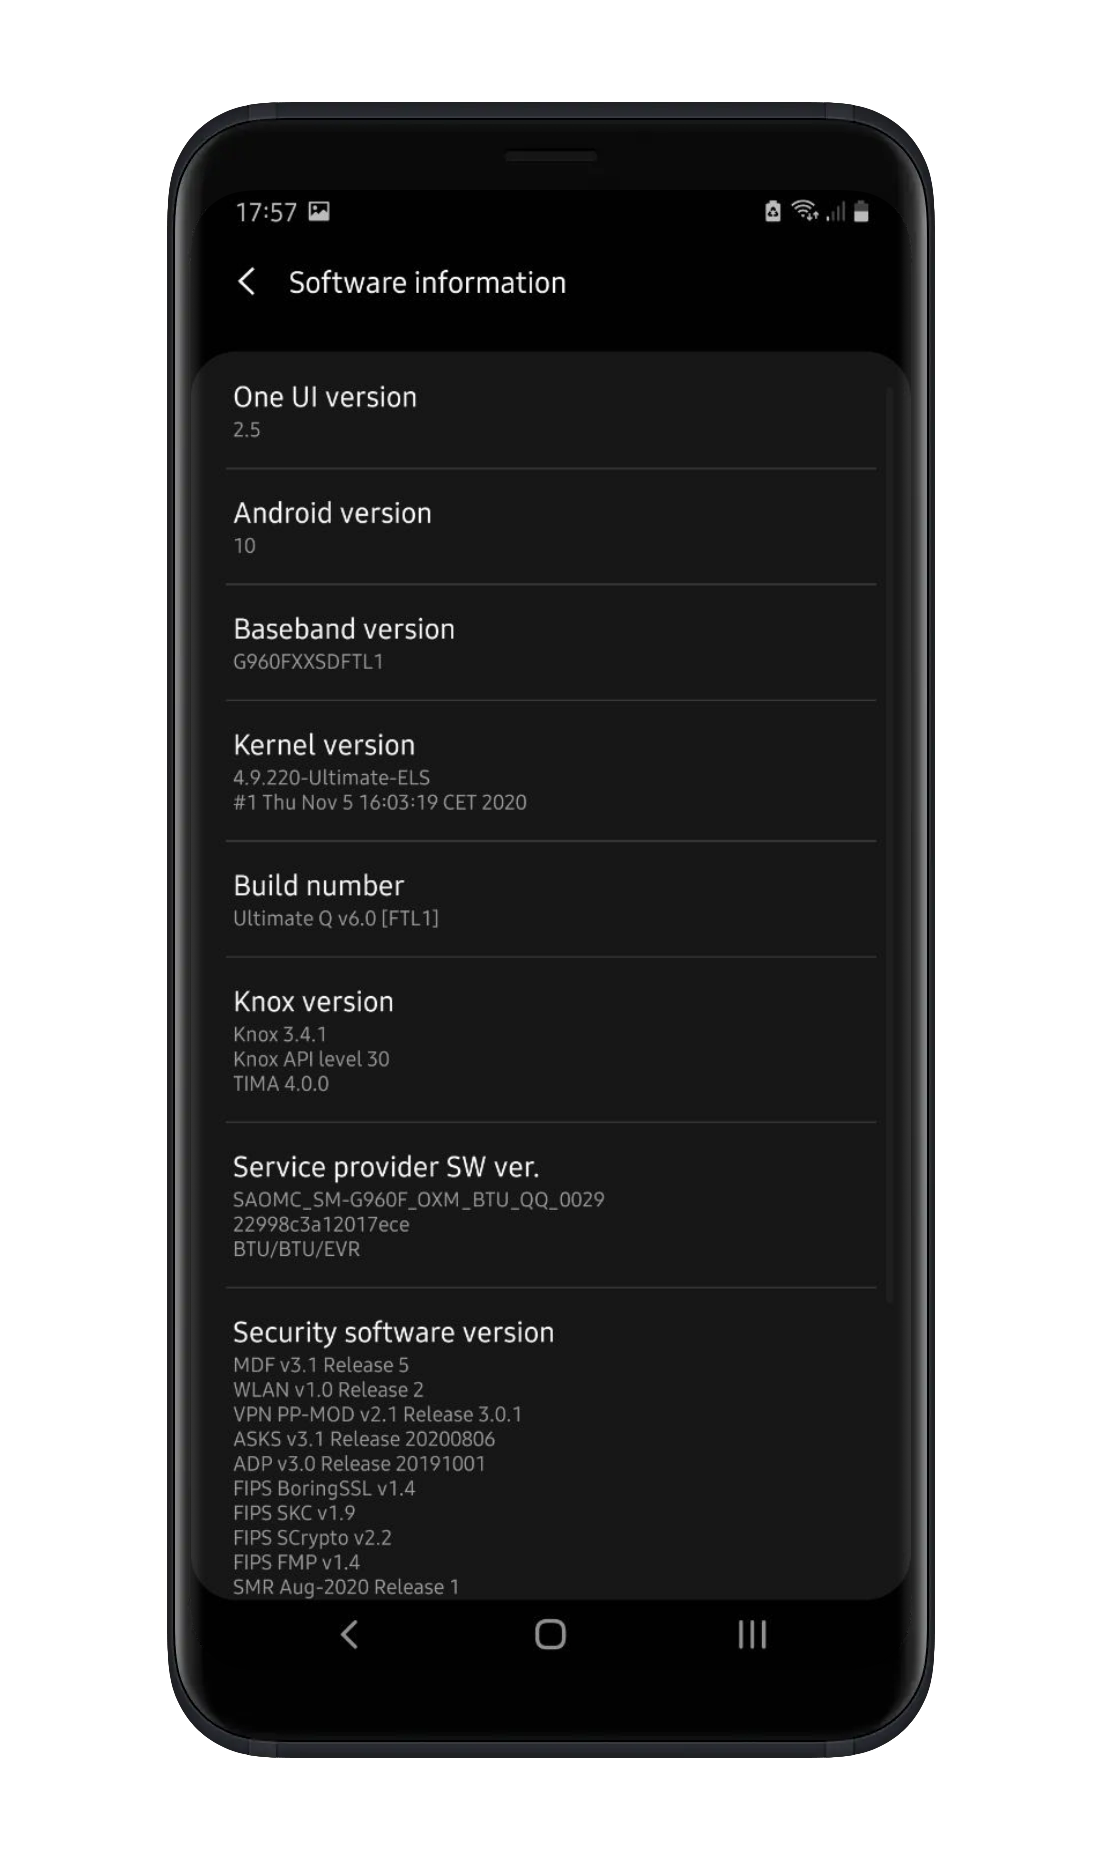 17:57
Software information
One UI version
2.5
Android version
10
Baseband version
G960FXXSDFTL1
Kernel version
4.9.220-Ultimate-ELS
#1 Thu Nov 5 16:03:19 CET 2020
Build number
Ultimate Q v6.0 [FTL1]
Knox version
Knox 3.4.1
Knox API level 30
TIMA 4.0.0
Service provider SW ver.
SAOMC_SM-G960F_OXM_BTU_QQ_0029
22998c3a12017ece
BTU/BTU/EVR
Security software version
MDF v3.1 Release 5
WLAN v1.0 Release 2
VPN PP-MOD v2.1 Release 3.0.1
ASKS v3.1 Release 20200806
ADP v3.0 Release 20191001
FIPS BoringSSL v1.4
FIPS SKC v1.9
FIPS SCrypto v2.2
FIPS FMP v1.4
SMR Aug-2020 Release 1